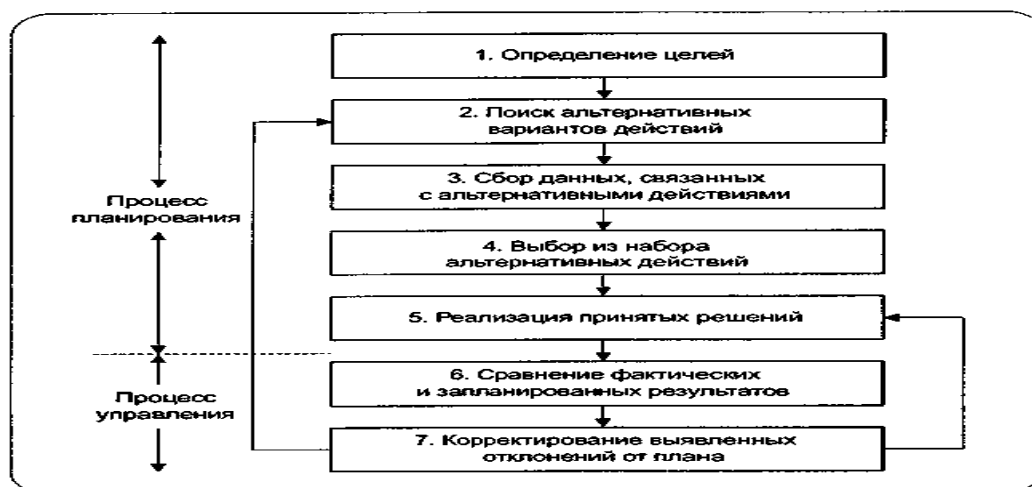 1. Определение целей
2. Поиск альтернативных
вариантов действий
3. Сбор данных, связанных
с альтернативными действиями
Процесс
планирования
4. Выбор из набора
альтернативных действий
5. Реализация принятых решений
6. Сравнение фактических
и запланированных результатов
Процесс
управления
7. Корректирование выявленных
отклонений от плана